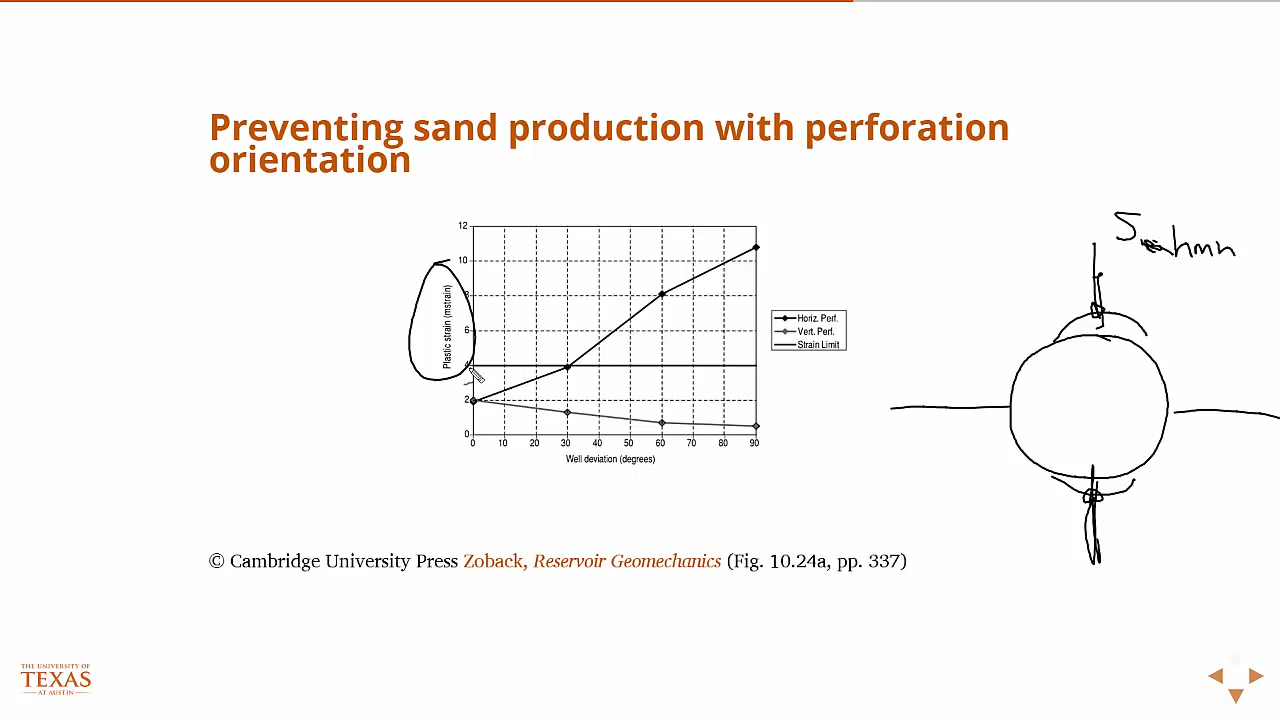 Preventing sand production with perforation
orientation
S hmn
12
10
8
6
4
2
0
Plastic strain (mstrain)
0 10 20 30 40 50 60 70 80 90
Well deviation (degrees)
Horiz. Perf.
Vert. Perf.
Strain Limit
© Cambridge University Press Zoback, Reservoir Geomechanics (Fig. 10.24a, pp. 337)
THE UNIVERSITY OF
TEXAS
AT AUSTIN